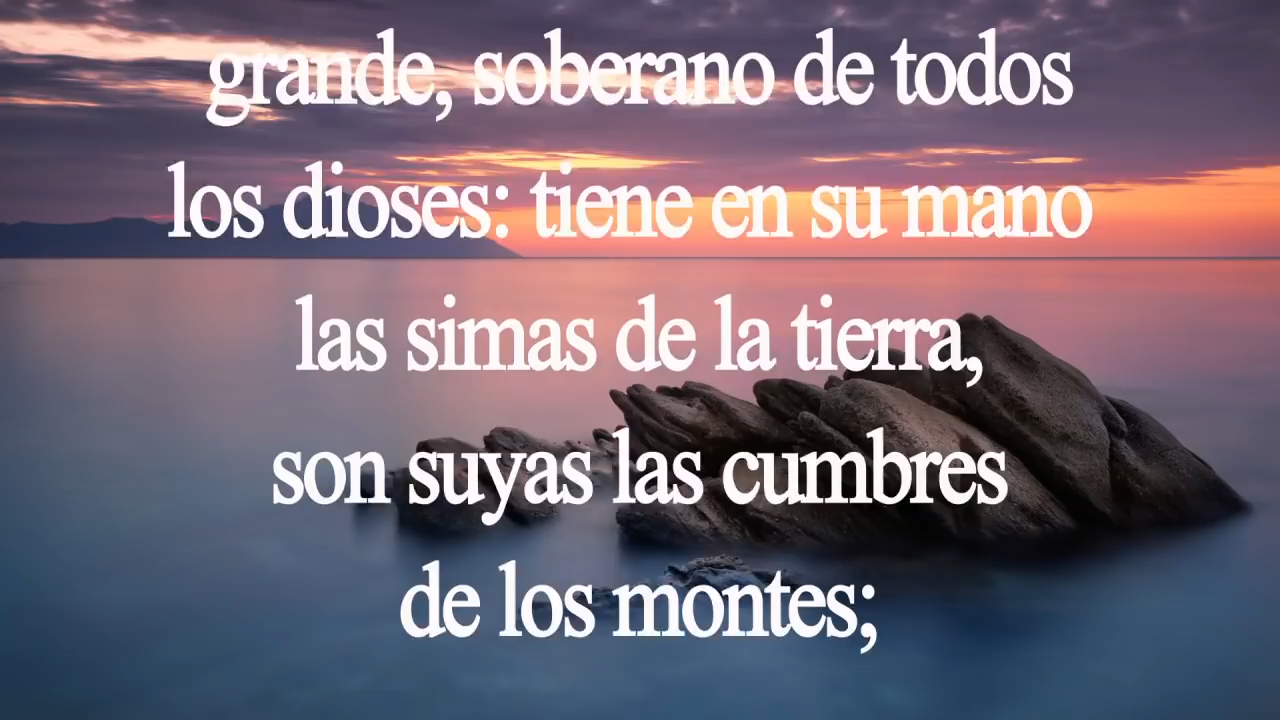 grande, soberano de todos
los dioses: tiene en su mano
las simas de la tierra,
son suyas las cumbres
de los montes;